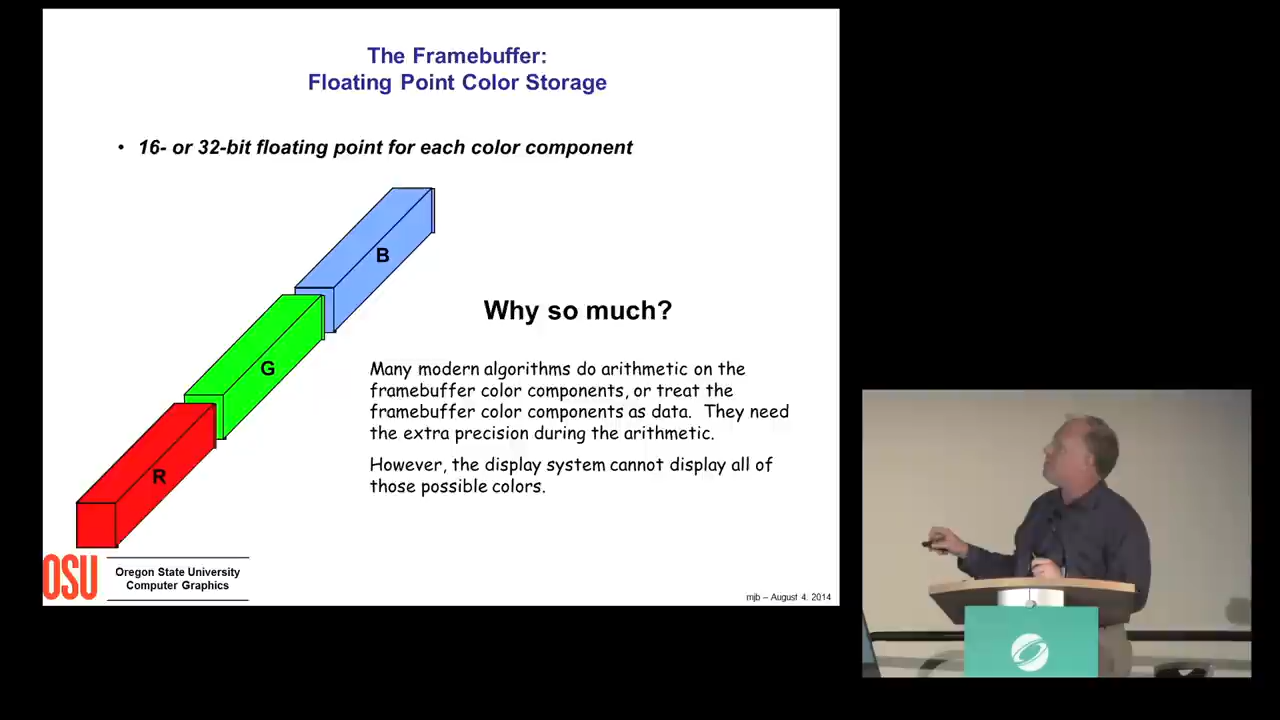 The Framebuffer:
Floating Point Color Storage
• 16- or 32-bit floating point for each color component
B
G
R
Why so much?
Many modern algorithms do arithmetic on the
framebuffer color components, or treat the
framebuffer color components as data. They need
the extra precision during the arithmetic.
However, the display system cannot display all of
those possible colors.
OSU
Oregon State University
Computer Graphics
mjb – August 4, 2014